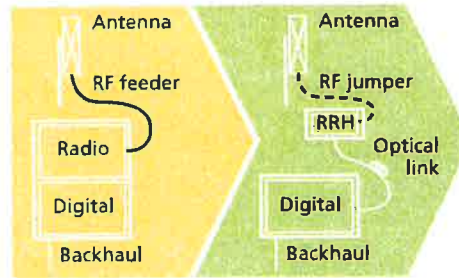 Antenna
RF feeder
Radio
Digital
Backhaul
Antenna
RF jumper
RRH
Optical
link
Digital
Backhaul